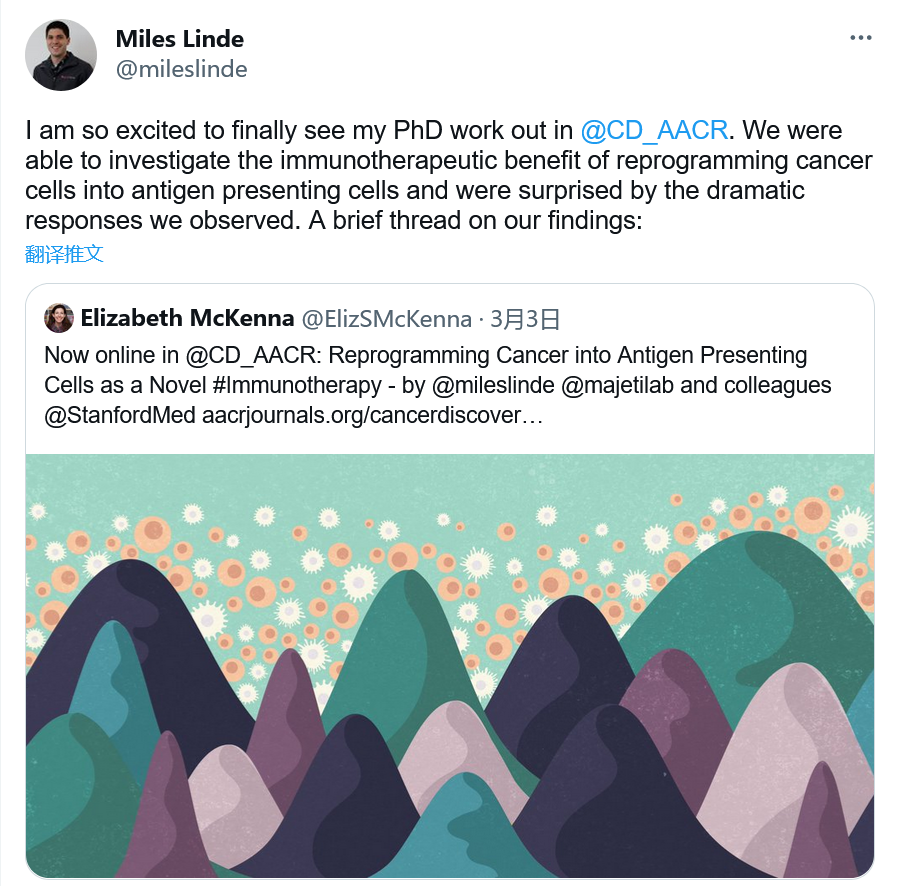 Miles Linde
@mileslinde
I am so excited to finally see my PhD work out in @CD_AACR. We were
able to investigate the immunotherapeutic benefit of reprogramming cancer
cells into antigen presenting cells and were surprised by the dramatic
responses we observed. A brief thread on our findings:
翻译推文
Elizabeth McKenna @ElizSMcKenna · 3月3日
Now online in @CD_AACR: Reprogramming Cancer into Antigen Presenting
Cells as a Novel #Immunotherapy - by @mileslinde @majetilab and colleagues
@StanfordMed aacrjournals.org/cancerdiscover…